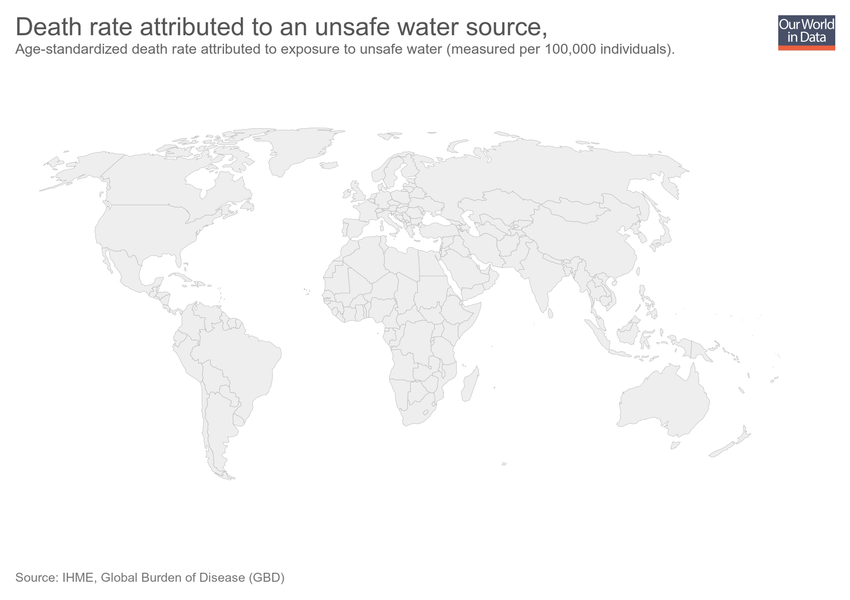 Death rate attributed to an unsafe water source,
Age-standardized death rate attributed to exposure to unsafe water (measured per 100,000 individuals).
Our World
in Data
Source: IHME, Global Burden of Disease (GBD)